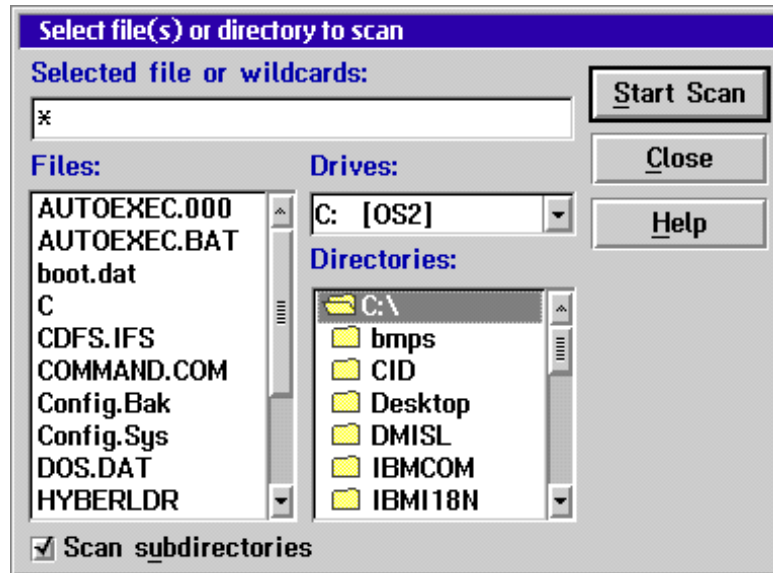 Select file(s) or directory to scan
Selected file or wildcards:
*
Start Scan
Close
Help
Files:
AUTOEXEC.000
AUTOEXEC.BAT
boot.dat
C
CDFS.IFS
COMMAND.COM
Config.Bak
Config.Sys
DOS.DAT
HYBERLDR
Drives:
C: [OS2]
Directories:
C:\
bmps
CID
Desktop
DMISL
IBMCOM
IBMI18N
Scan subdirectories